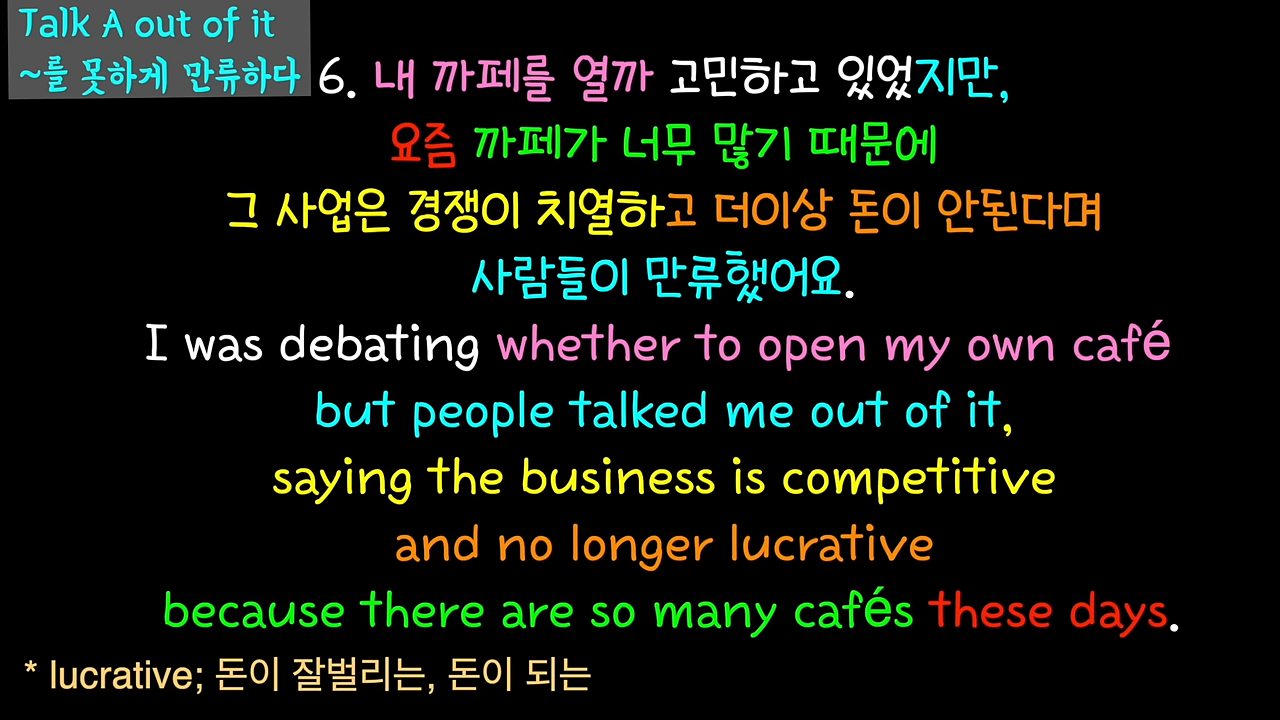 Talk A out of it
~를 못하게 만류하다
6. 내 까페를 열까 고민하고 있었지만,
요즘 까페가 너무 많기 때문에
그 사업은 경쟁이 치열하고 더이상 돈이 안된다며
사람들이 만류했어요.
I was debating whether to open my own café
but people talked me out of it,
saying the business is competitive
and no longer lucrative
because there are so many cafés these days.
* lucrative; 돈이 잘벌리는, 돈이 되는